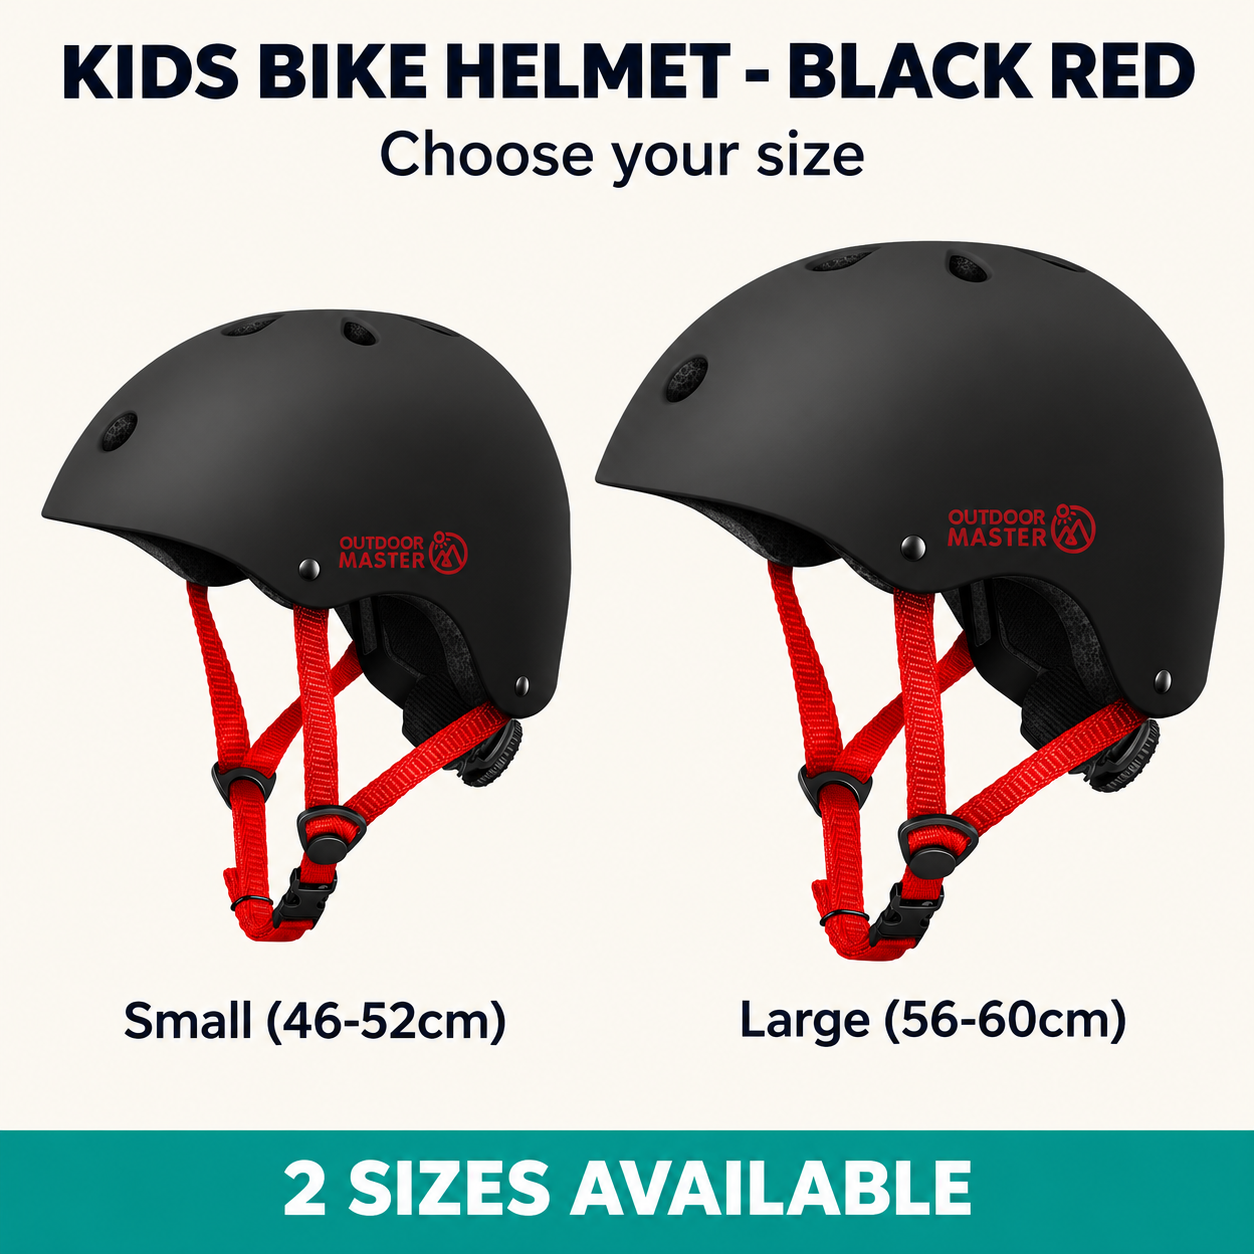 KIDS BIKE HELMET - BLACK RED
Choose your size
OUTDOOR
MASTER
OUTDOOR
MASTER
Small (46-52cm)
Large (56-60cm)
2 SIZES AVAILABLE